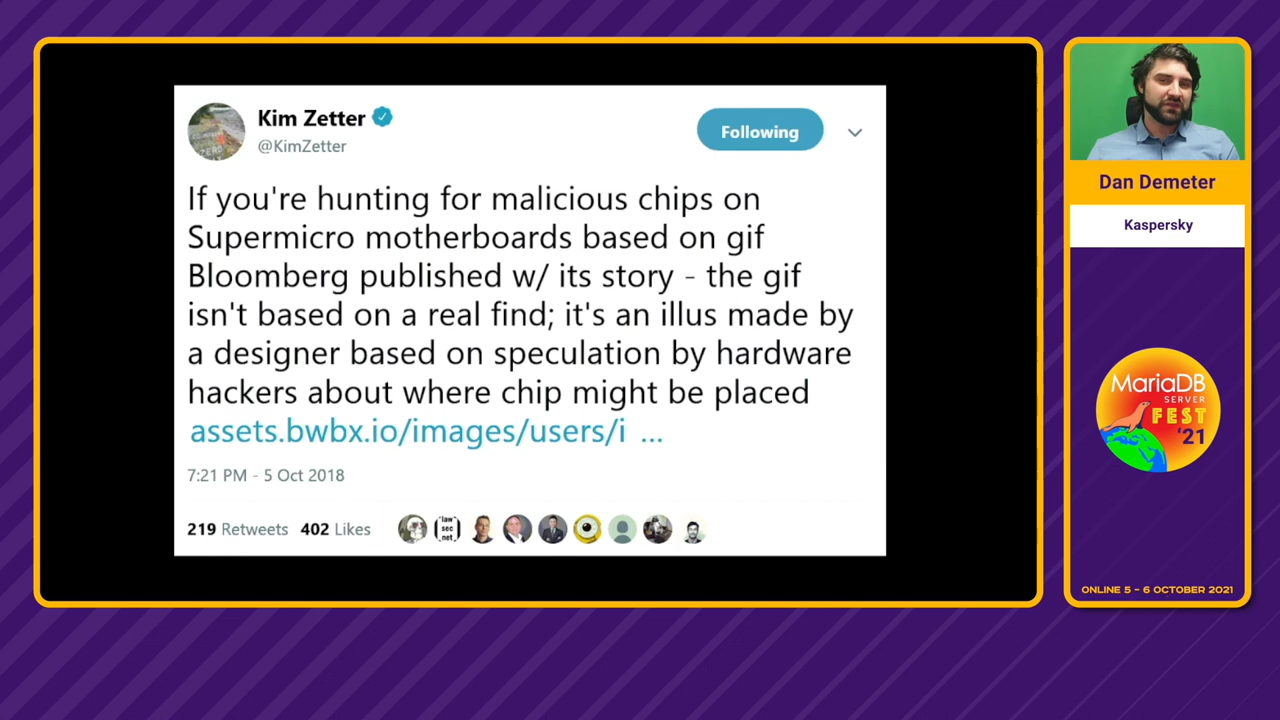 Kim Zetter
@KimZetter
Following
If you're hunting for malicious chips on
Supermicro motherboards based on gif
Bloomberg published w/ its story - the gif
isn't based on a real find; it's an illus made by
a designer based on speculation by hardware
hackers about where chip might be placed
assets.bwbx.io/images/users/i ...
7:21 PM - 5 Oct 2018
219 Retweets 402 Likes
law
sec
net
Dan Demeter
Kaspersky
MariaDB
SERVER
FEST
'21
ONLINE 5 - 6 OCTOBER 2021